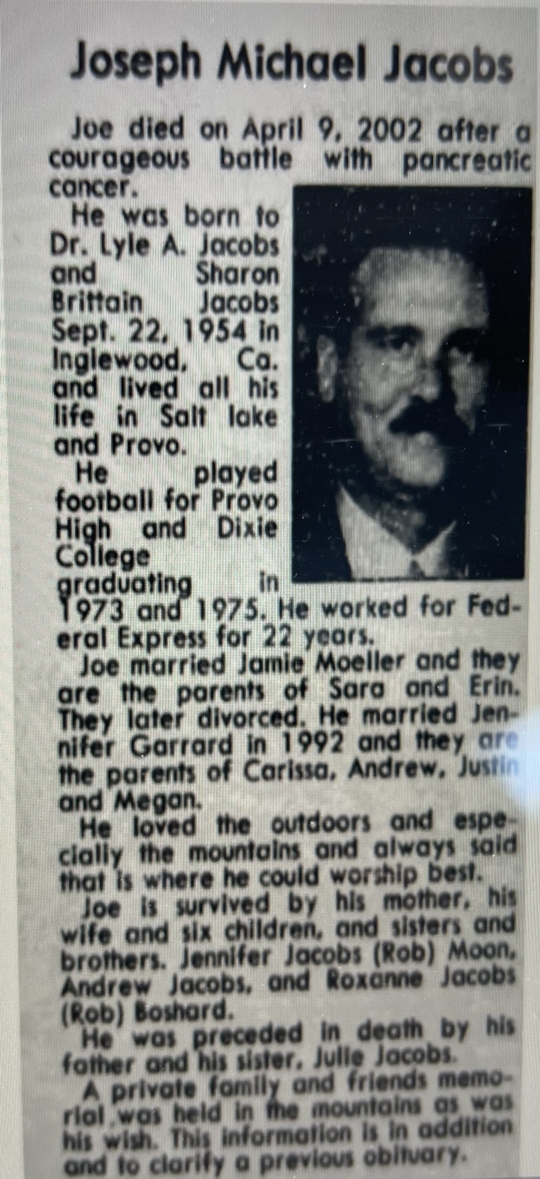 Joseph Michael Jacobs
Joe died on April 9, 2002 after a
courageous battle with pancreatic
cancer.
He was born to
Dr. Lyle A. Jacobs
and Sharon
Brittain Jacobs
Sept. 22, 1954 in
Inglewood, Ca.
and lived all his
life in Salt lake
and Provo.
He played
football for Provo
High and Dixie
College
graduating in
1973 and 1975. He worked for Fed-
eral Express for 22 years.
Joe married Jamie Moeller and they
are the parents of Sara and Erin.
They later divorced. He married Jen-
nifer Garrard in 1992 and they are
the parents of Carissa, Andrew, Justin
and Megan.
He loved the outdoors and espe-
cially the mountains and always said
that is where he could worship best.
Joe is survived by his mother, his
wife and six children, and sisters and
brothers. Jennifer Jacobs (Rob) Moon,
Andrew Jacobs, and Roxanne Jacobs
(Rob) Boshard.
He was preceded in death by his
father and his sister, Julie Jacobs.
A private family and friends memo-
rial was held in the mountains as was
his wish. This information is in addition
and to clarify a previous obituary.